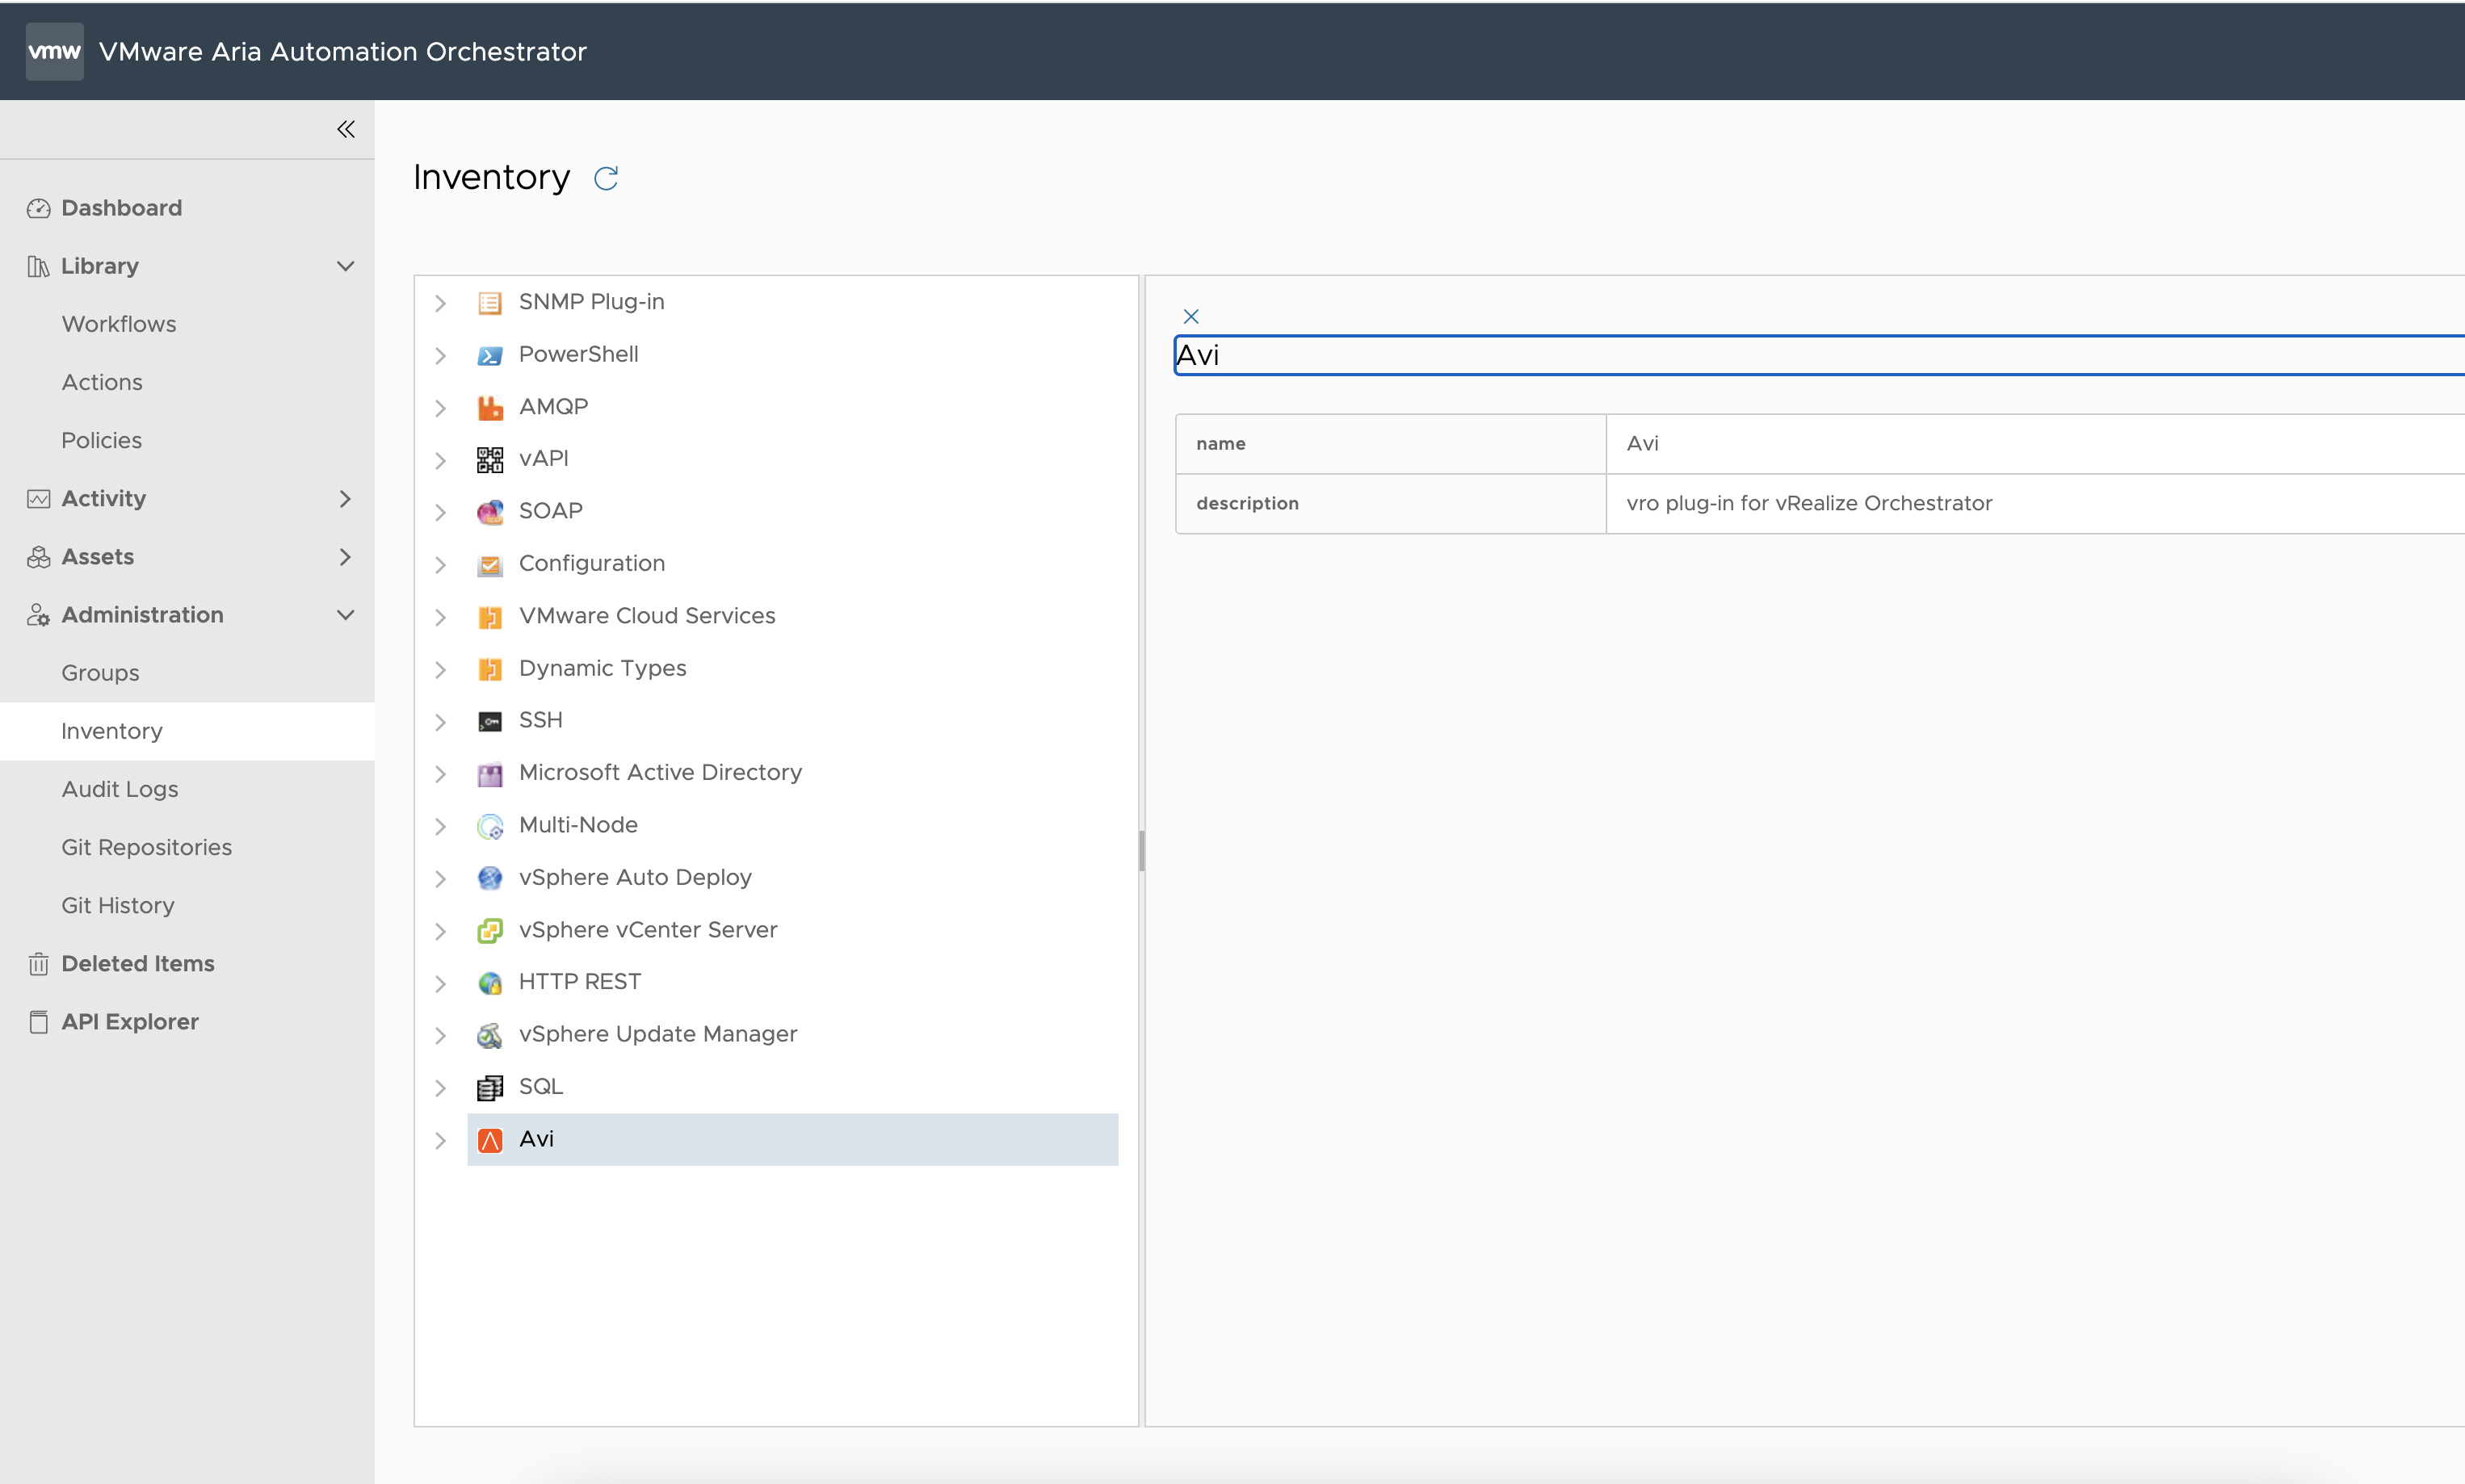 vmw VMware Aria Automation Orchestrator
Dashboard
Library
Workflows
Actions
Policies
Activity
Assets
Administration
Groups
Inventory
Audit Logs
Git Repositories
Git History
Deleted Items
API Explorer
Inventory
SNMP Plug-in
PowerShell
AMQP
vAPI
SOAP
Configuration
VMware Cloud Services
Dynamic Types
SSH
Microsoft Active Directory
Multi-Node
vSphere Auto Deploy
vSphere vCenter Server
HTTP REST
vSphere Update Manager
SQL
Avi
Avi
name Avi
description vro plug-in for vRealize Orchestrator